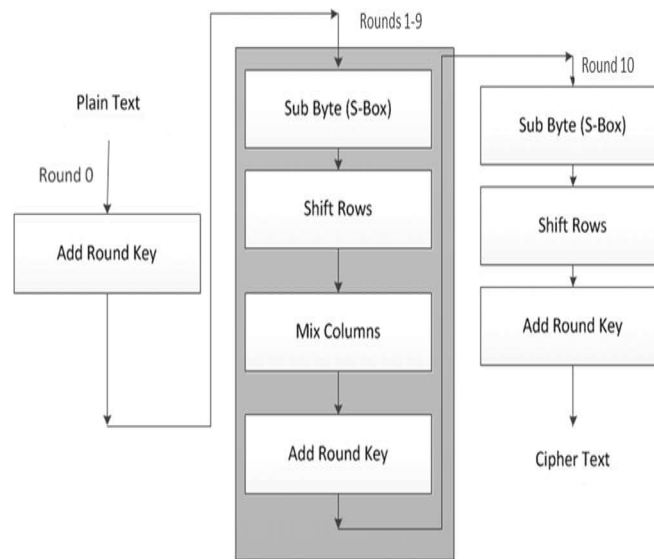 Plain Text
Round 0
Add Round Key
Rounds 1-9
Sub Byte (S-Box)
Shift Rows
Mix Columns
Add Round Key
Round 10
Sub Byte (S-Box)
Shift Rows
Add Round Key
Cipher Text